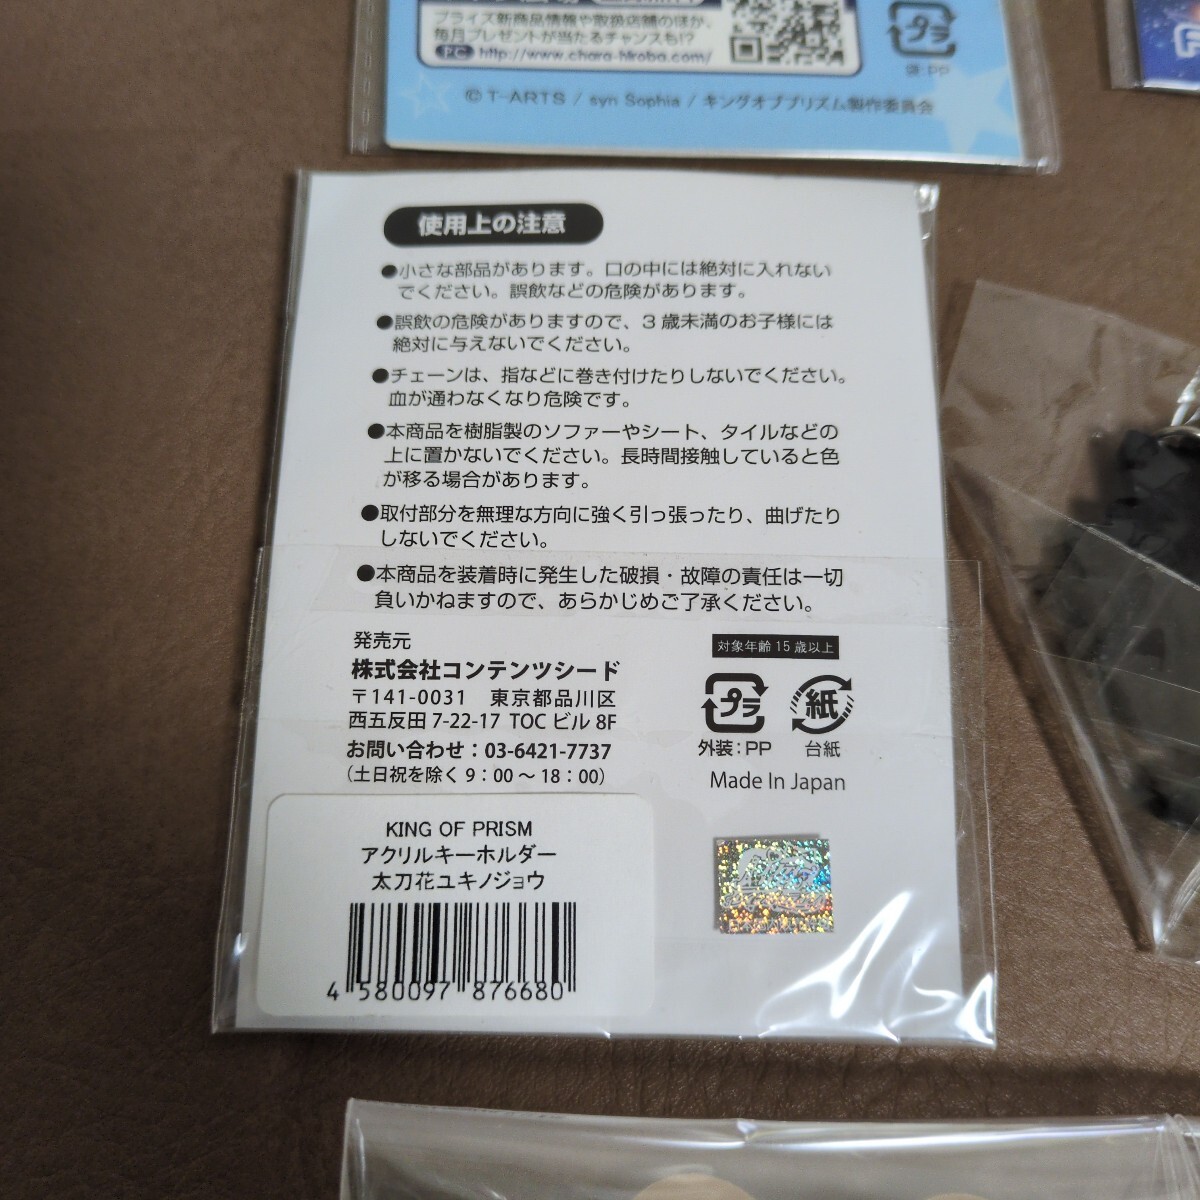 プライズ新商品情報や取扱店舗のほか、
毎月プレゼントが当たるチャンスも!?
PC http://www.chara-hiroba.com/
プラ
袋:PP
© T-ARTS / syn Sophia / キングオブプリズム製作委員会
使用上の注意
●小さな部品があります。口の中には絶対に入れない
でください。誤飲などの危険があります。
●誤飲の危険がありますので、3歳未満のお子様には
絶対に与えないでください。
●チェーンは、指などに巻き付けたりしないでください。
血が通わなくなり危険です。
●本商品を樹脂製のソファーやシート、タイルなどの
上に置かないでください。長時間接触していると色
が移る場合があります。
●取付部分を無理な方向に強く引っ張ったり、曲げたり
しないでください。
●本商品を装着時に発生した破損・故障の責任は一切
負いかねますので、あらかじめご了承ください。
発売元
株式会社コンテンツシード
〒141-0031 東京都品川区
西五反田 7-22-17 TOC ビル 8F
お問い合わせ：03-6421-7737
（土日祝を除く 9：00 〜 18：00）
対象年齢 15 歳以上
プラ
紙
外装：PP
台紙
Made In Japan
KING OF PRISM
アクリルキーホルダー
太刀花ユキノジョウ
4 580097 876680